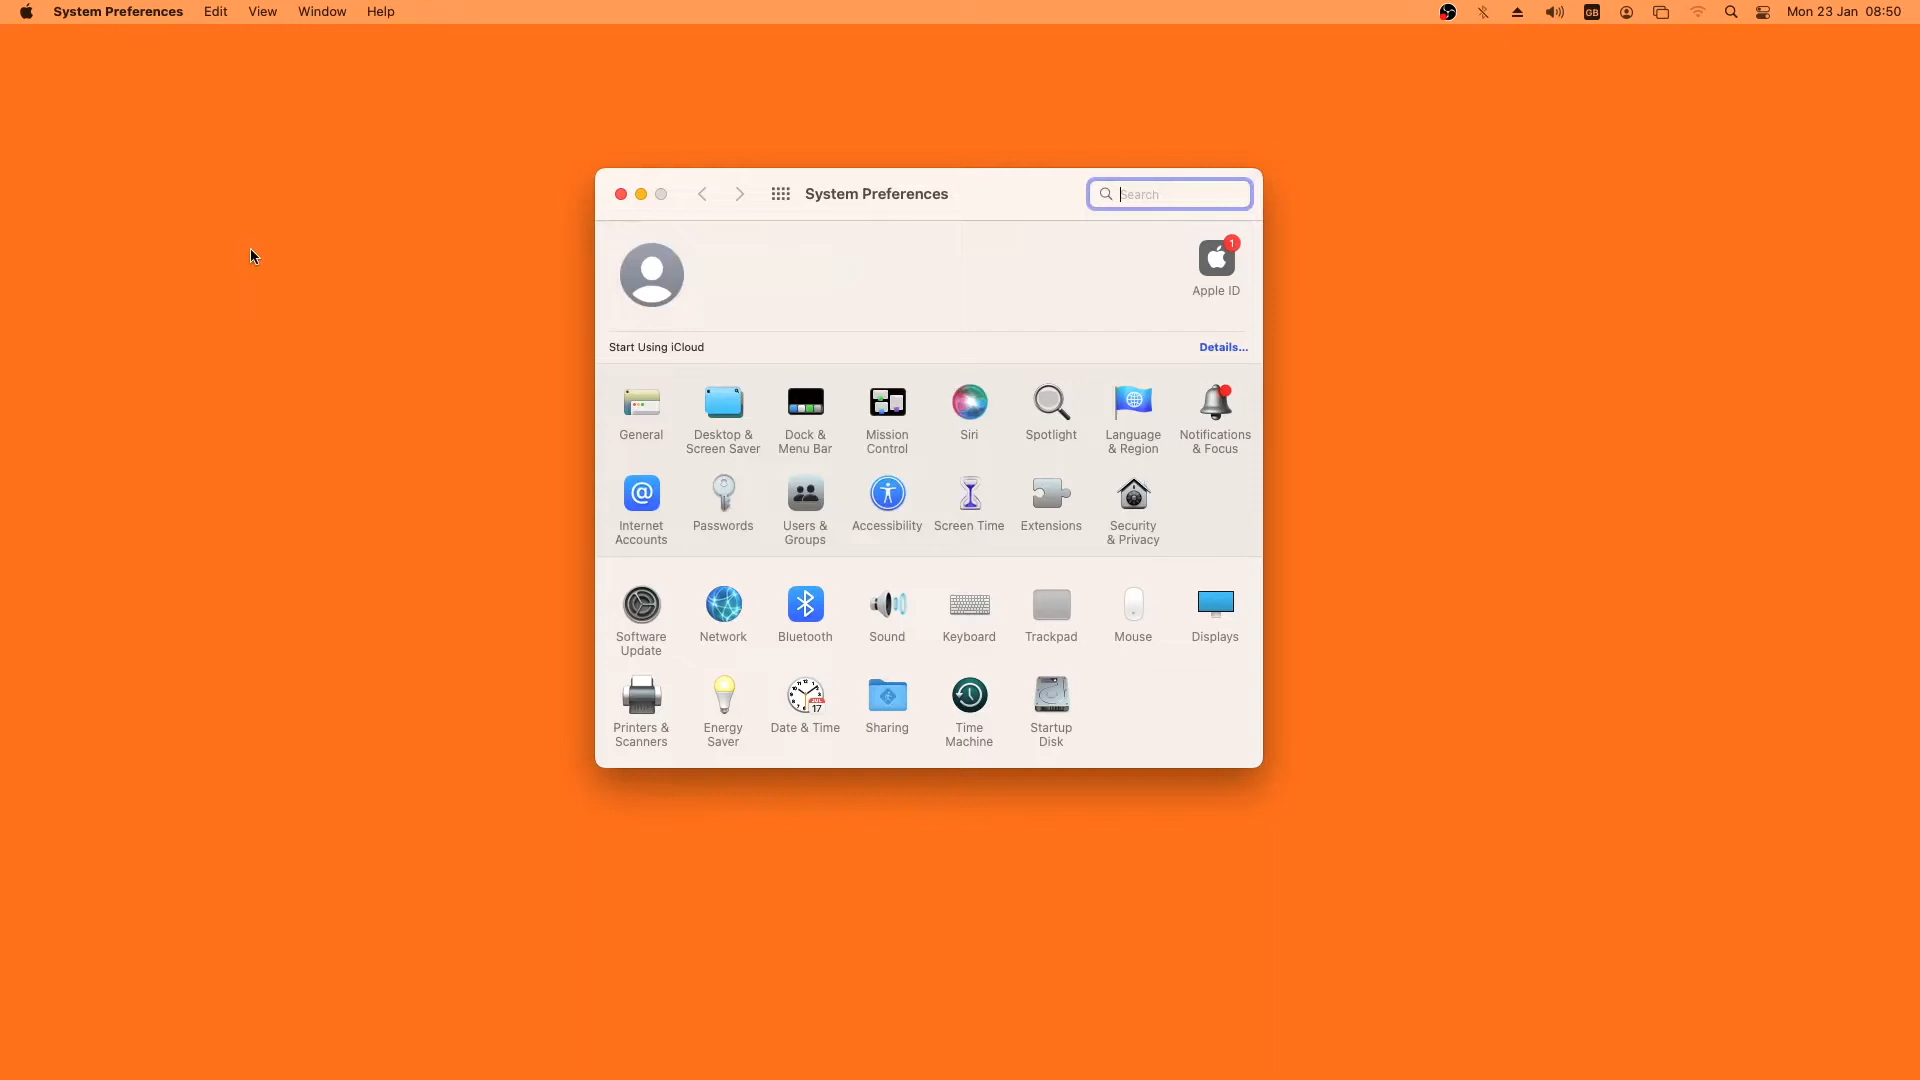 System Preferences Edit View Window Help GB Mon 23 Jan 08:50
System Preferences Search
1
Apple ID
Start Using iCloud Details...
General Desktop & Screen Saver Dock & Menu Bar Mission Control Siri Spotlight Language & Region Notifications & Focus
Internet Accounts Passwords Users & Groups Accessibility Screen Time Extensions Security & Privacy
Software Update Network Bluetooth Sound Keyboard Trackpad Mouse Displays
JUL
17
Printers & Scanners Energy Saver Date & Time Sharing Time Machine Startup Disk